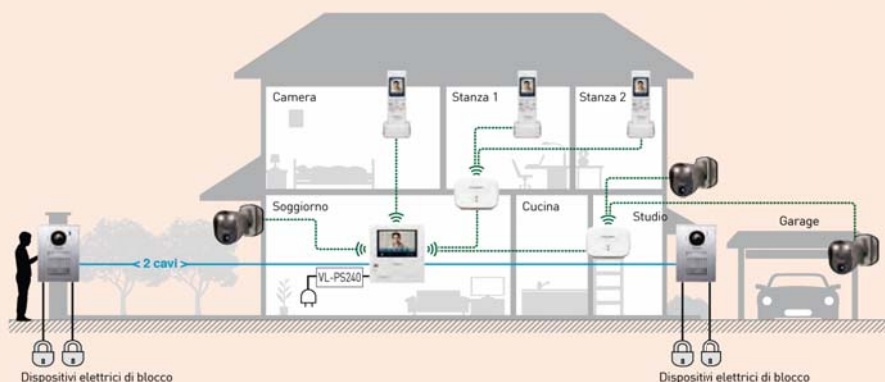 Camera
Stanza 1
Stanza 2
Soggiorno
Cucina
Studio
Garage
< 2 cavi >
VL-PS240
Dispositivi elettrici di blocco
Dispositivi elettrici di blocco